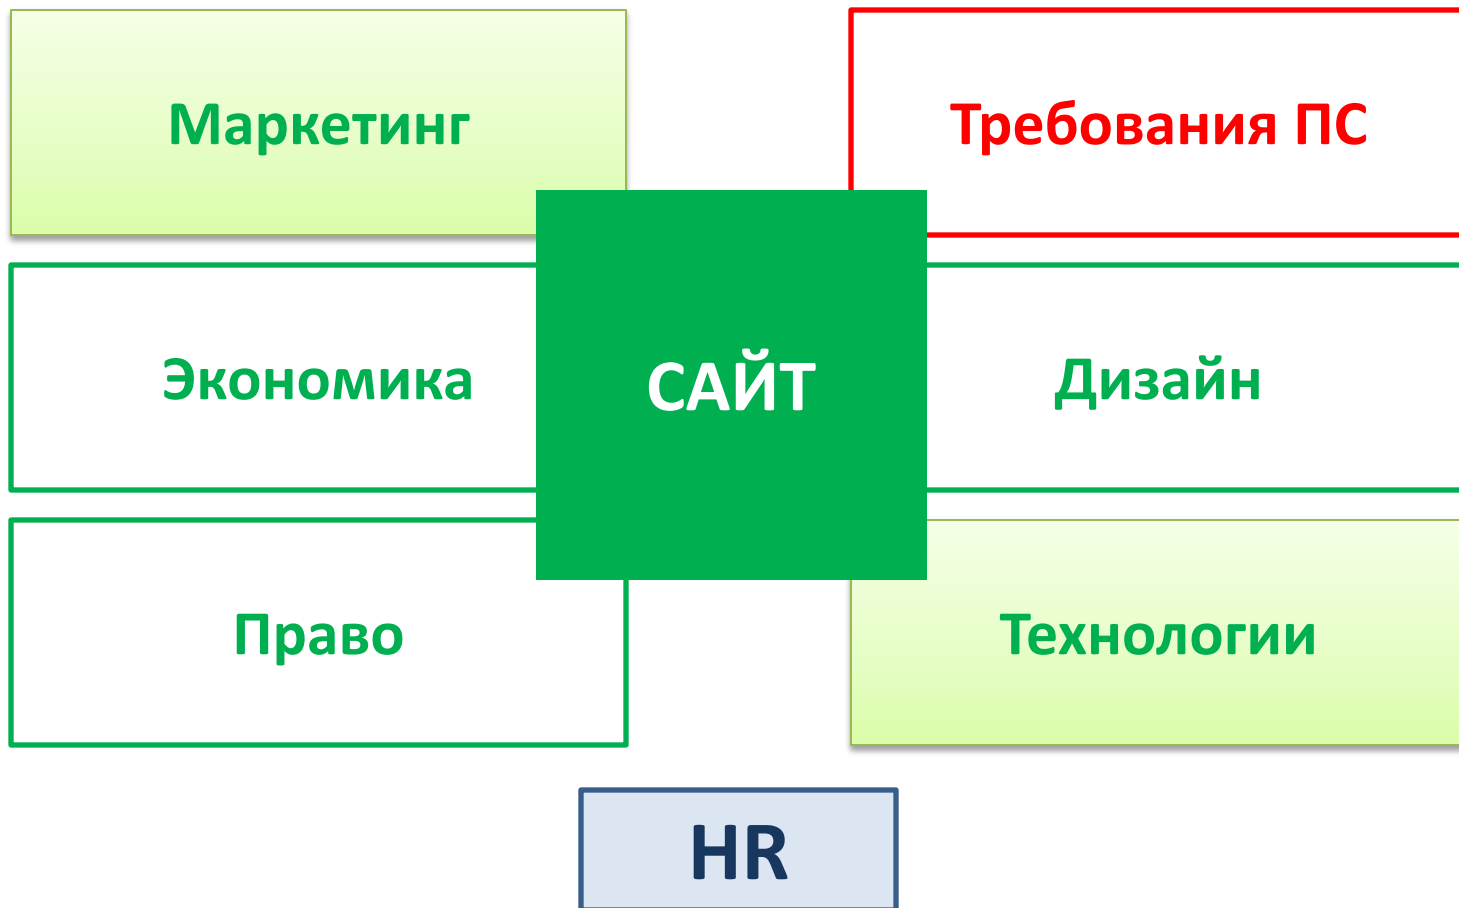 Маркетинг
Требования ПС
Экономика
САЙТ
Дизайн
Право
Технологии
HR